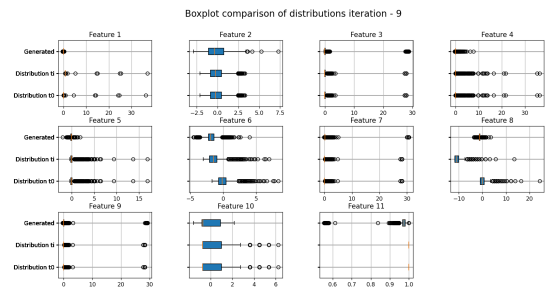 Boxplot comparison of distributions iteration - 9
Feature 1 Feature 2 Feature 3 Feature 4
Generated
Distribution ti
Distribution t0
0 10 20 30 −2.5 0.0 2.5 5.0 7.5 0 10 20 30 0 10 20 30
Feature 5 Feature 6 Feature 7 Feature 8
Generated
Distribution ti
Distribution t0
0 5 10 15 −5 0 5 0 10 20 30 −10 0 10 20
Feature 9 Feature 10 Feature 11
Generated
Distribution ti
Distribution t0
0 10 20 30 0 2 4 6 0.6 0.7 0.8 0.9 1.0